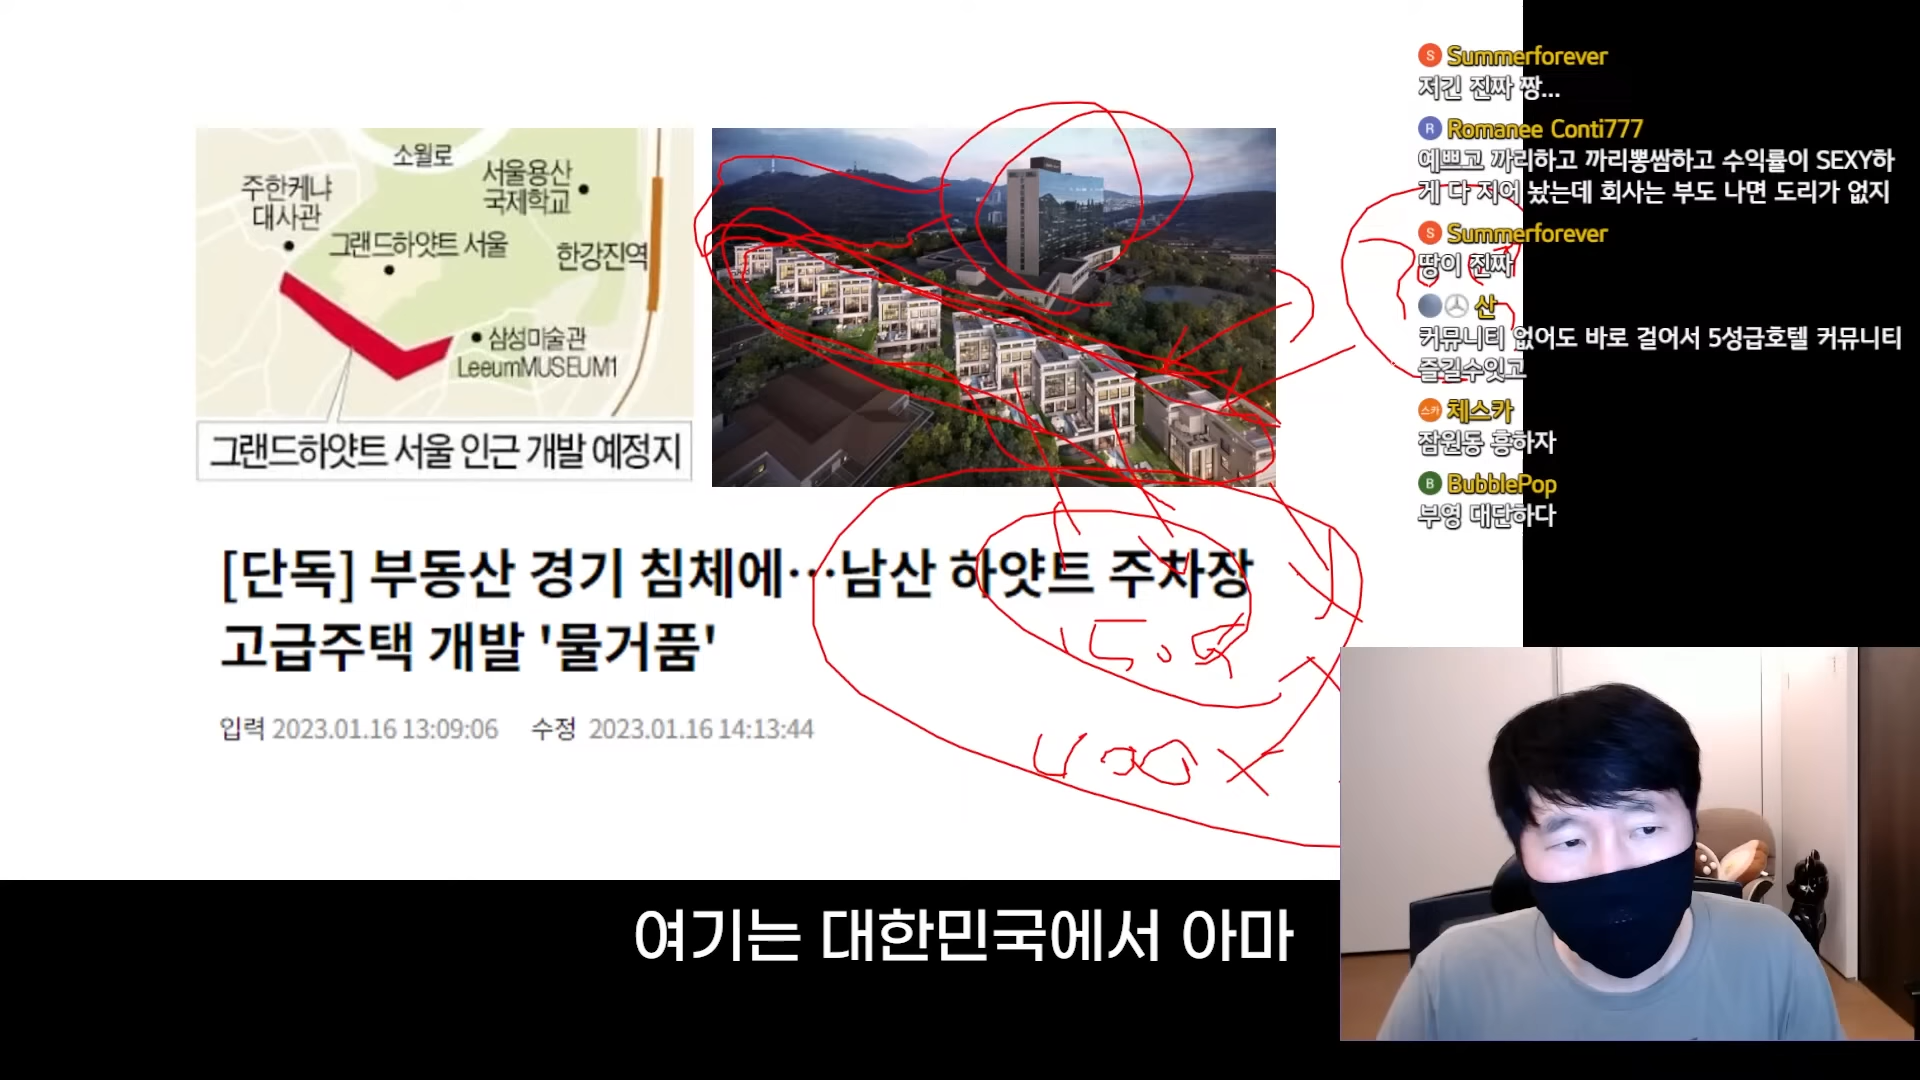 소월로
주한케냐
대사관
서울용산
국제학교
그랜드하얏트 서울
한강진역
삼성미술관
LeeumMUSEUM1
그랜드하얏트 서울 인근 개발 예정지
[단독] 부동산 경기 침체에…남산 하얏트 주차장
고급주택 개발 '물거품'
입력 2023.01.16 13:09:06 수정 2023.01.16 14:13:44
S Summerforever
저긴 진짜 짱...
R Romanee Conti777
예쁘고 까리하고 까리뽕쌈하고 수익률이 SEXY하
게 다 지어 놨는데 회사는 부도 나면 도리가 없지
S Summerforever
땅이 진짜
산
커뮤니티 없어도 바로 걸어서 5성급호텔 커뮤니티
즐길수잇고
스카 체스카
잠원동 흥하자
B BubblePop
부영 대단하다
여기는 대한민국에서 아마